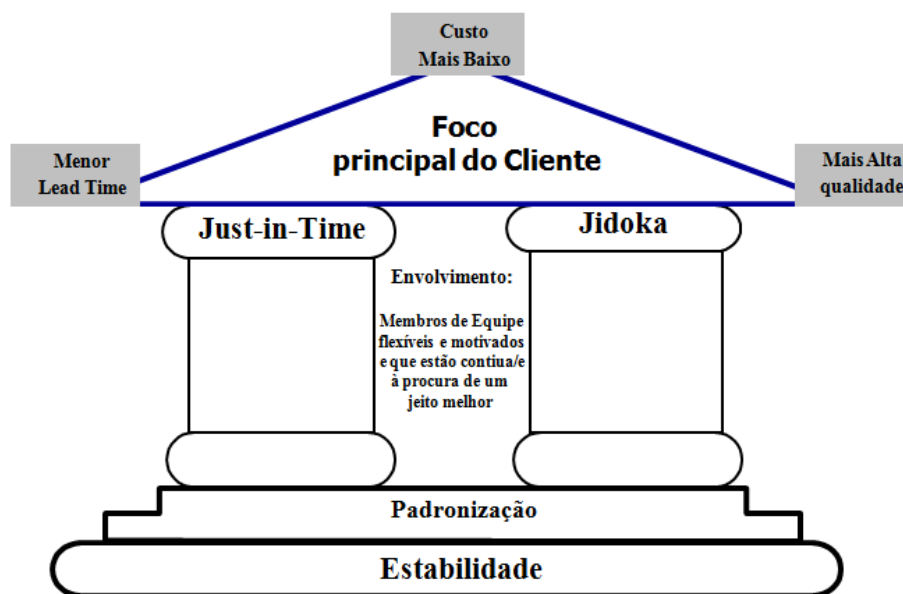 Custo
Mais Baixo
Foco
principal do Cliente
Menor
Lead Time
Mais Alta
qualidade
Just-in-Time
Jidoka
Envolvimento:
Membros de Equipe
flexíveis e motivados
e que estão contiua/e
à procura de um
jeito melhor
Padronização
Estabilidade